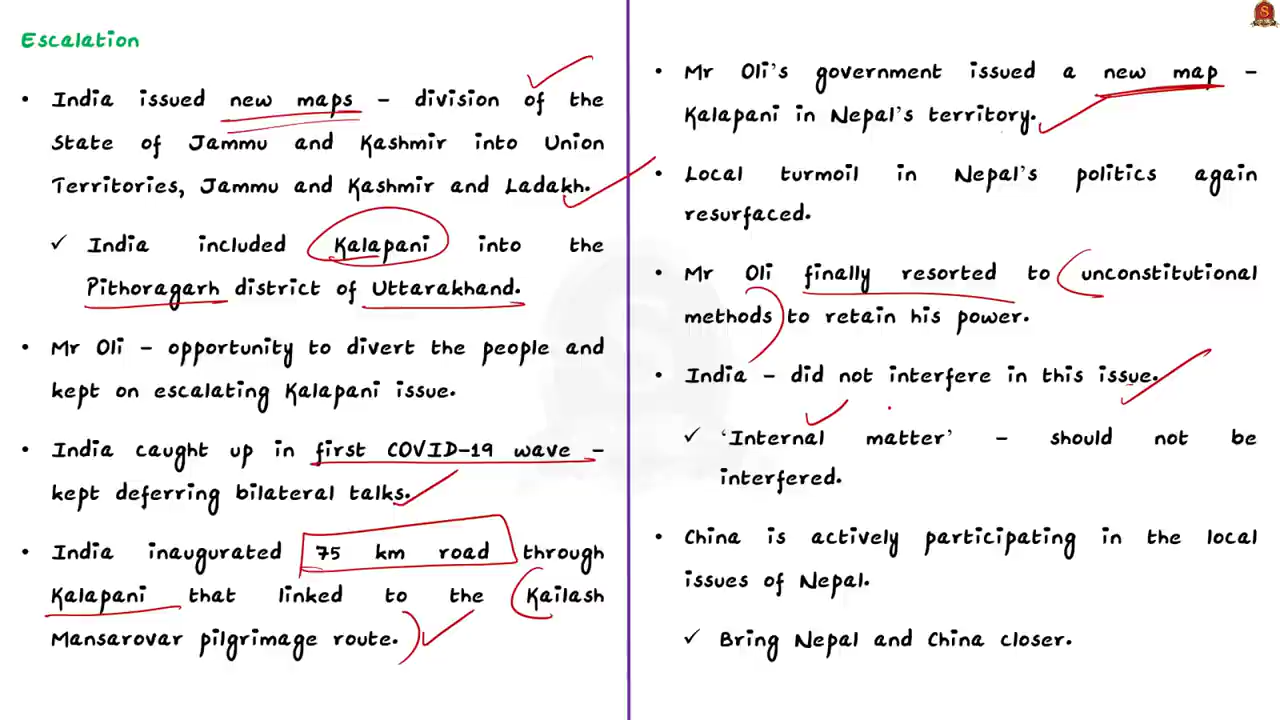 Escalation
• India issued new maps – division of the
State of Jammu and Kashmir into Union
Territories, Jammu and Kashmir and Ladakh.
✓ India included Kalapani into the
Pithoragarh district of Uttarakhand.
• Mr Oli – opportunity to divert the people and
kept on escalating Kalapani issue.
• India caught up in first COVID-19 wave –
kept deferring bilateral talks.
• India inaugurated 75 km road through
Kalapani that linked to the Kailash
Mansarovar pilgrimage route.
• Mr Oli's government issued a new map –
Kalapani in Nepal's territory.
• Local turmoil in Nepal's politics again
resurfaced.
• Mr Oli finally resorted to unconstitutional
methods to retain his power.
• India – did not interfere in this issue.
✓ 'Internal matter' – should not be
interfered.
• China is actively participating in the local
issues of Nepal.
✓ Bring Nepal and China closer.